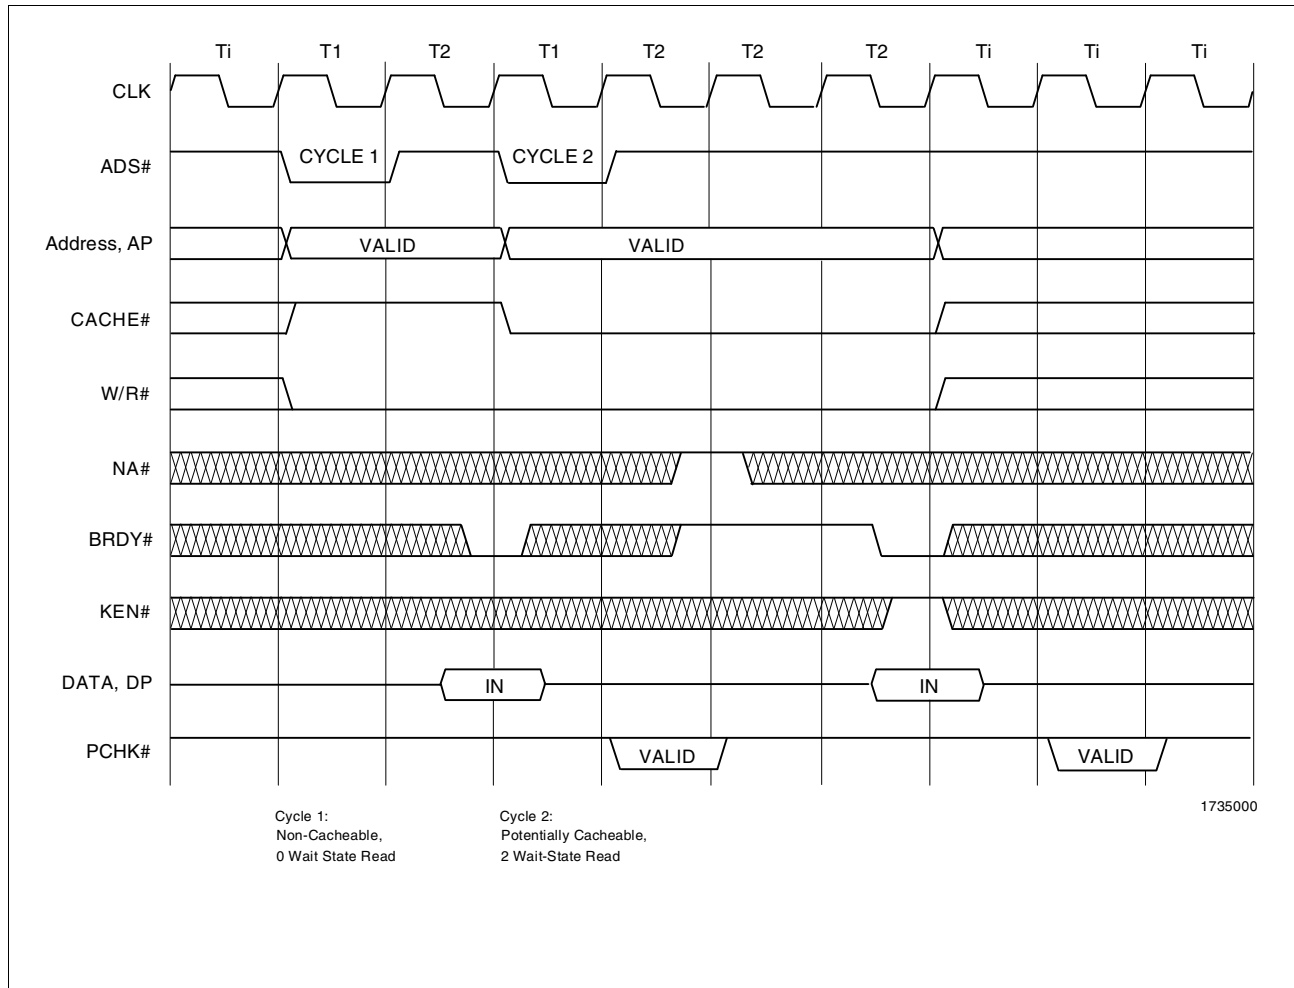 Ti T1 T2 T1 T2 T2 T2 Ti Ti Ti
CLK
ADS# CYCLE 1 CYCLE 2
Address, AP VALID VALID
CACHE#
W/R#
NA#
BRDY#
KEN#
DATA, DP IN IN
PCHK# VALID VALID
1735000
Cycle 1:
Non-Cacheable,
0 Wait State Read
Cycle 2:
Potentially Cacheable,
2 Wait-State Read